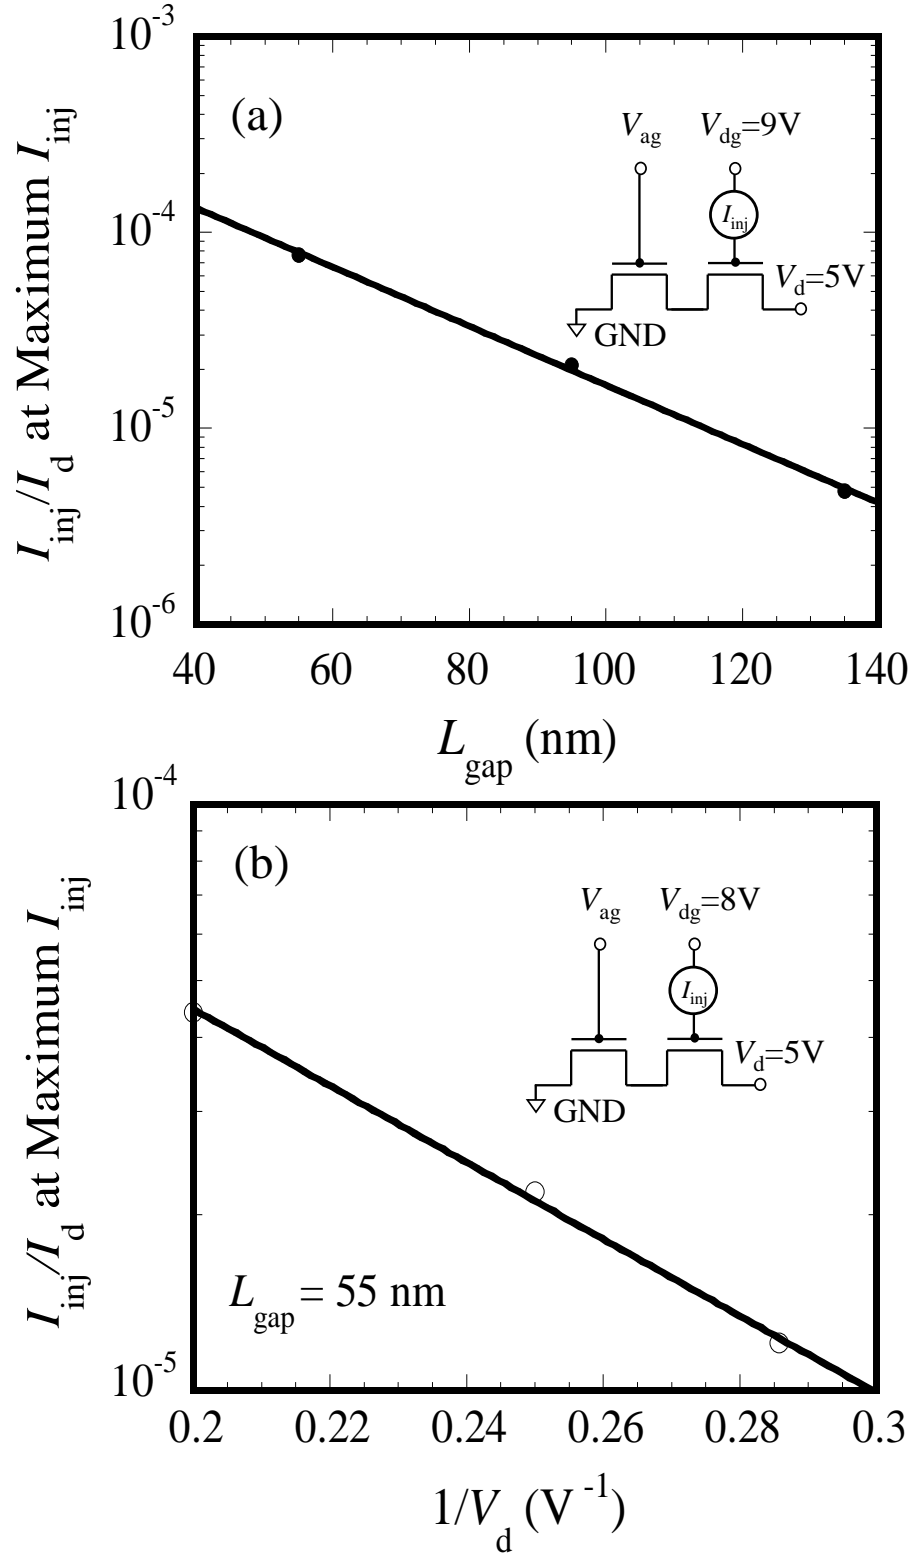 10⁻³
(a)
V_ag V_dg=9V
I_inj
10⁻⁴
V_d=5V
GND
10⁻⁵
10⁻⁶
I_inj/I_d at Maximum I_inj
40 60 80 100 120 140
L_gap (nm)
10⁻⁴
(b)
V_ag V_dg=8V
I_inj
V_d=5V
GND
L_gap = 55 nm
10⁻⁵
I_inj/I_d at Maximum I_inj
0.2 0.22 0.24 0.26 0.28 0.3
1/V_d (V⁻¹)